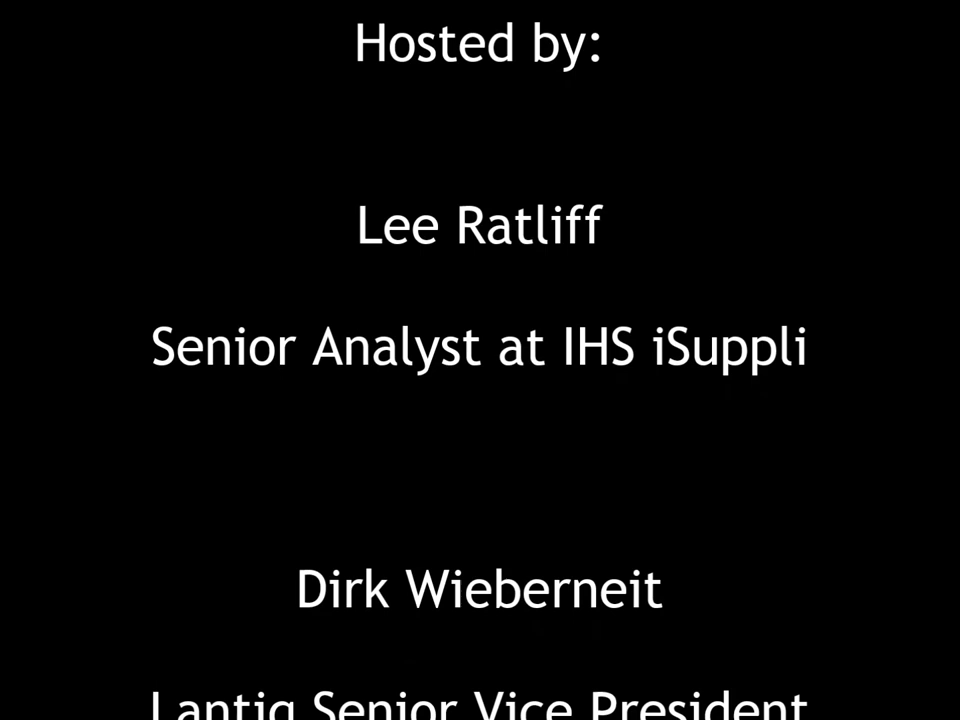 Hosted by:
Lee Ratliff
Senior Analyst at IHS iSuppli
Dirk Wieberneit
Lantiq Senior Vice President